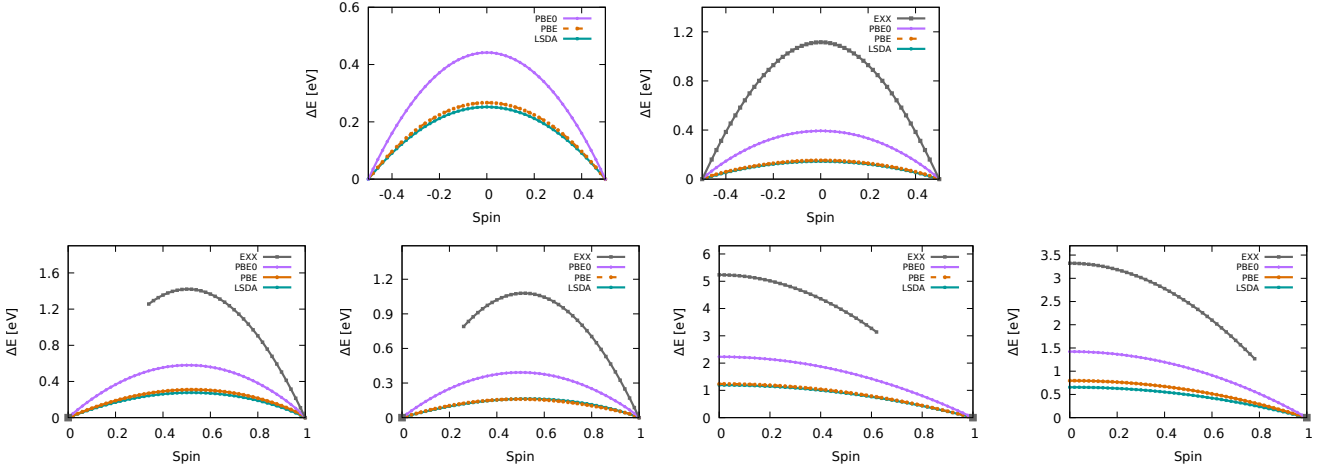 0.6
0.4
0.2
0
ΔE [eV]
-0.4 -0.2 0 0.2 0.4
Spin
PBE0
PBE
LSDA
1.2
0.8
0.4
0
ΔE [eV]
-0.4 -0.2 0 0.2 0.4
Spin
EXX
PBE0
PBE
LSDA
1.6
1.2
0.8
0.4
0
ΔE [eV]
0 0.2 0.4 0.6 0.8 1
Spin
EXX
PBE0
PBE
LSDA
1.2
0.9
0.6
0.3
0
ΔE [eV]
0 0.2 0.4 0.6 0.8 1
Spin
EXX
PBE0
PBE
LSDA
6
5
4
3
2
1
0
ΔE [eV]
0 0.2 0.4 0.6 0.8 1
Spin
EXX
PBE0
PBE
LSDA
3.5
3
2.5
2
1.5
1
0.5
0
ΔE [eV]
0 0.2 0.4 0.6 0.8 1
Spin
EXX
PBE0
PBE
LSDA